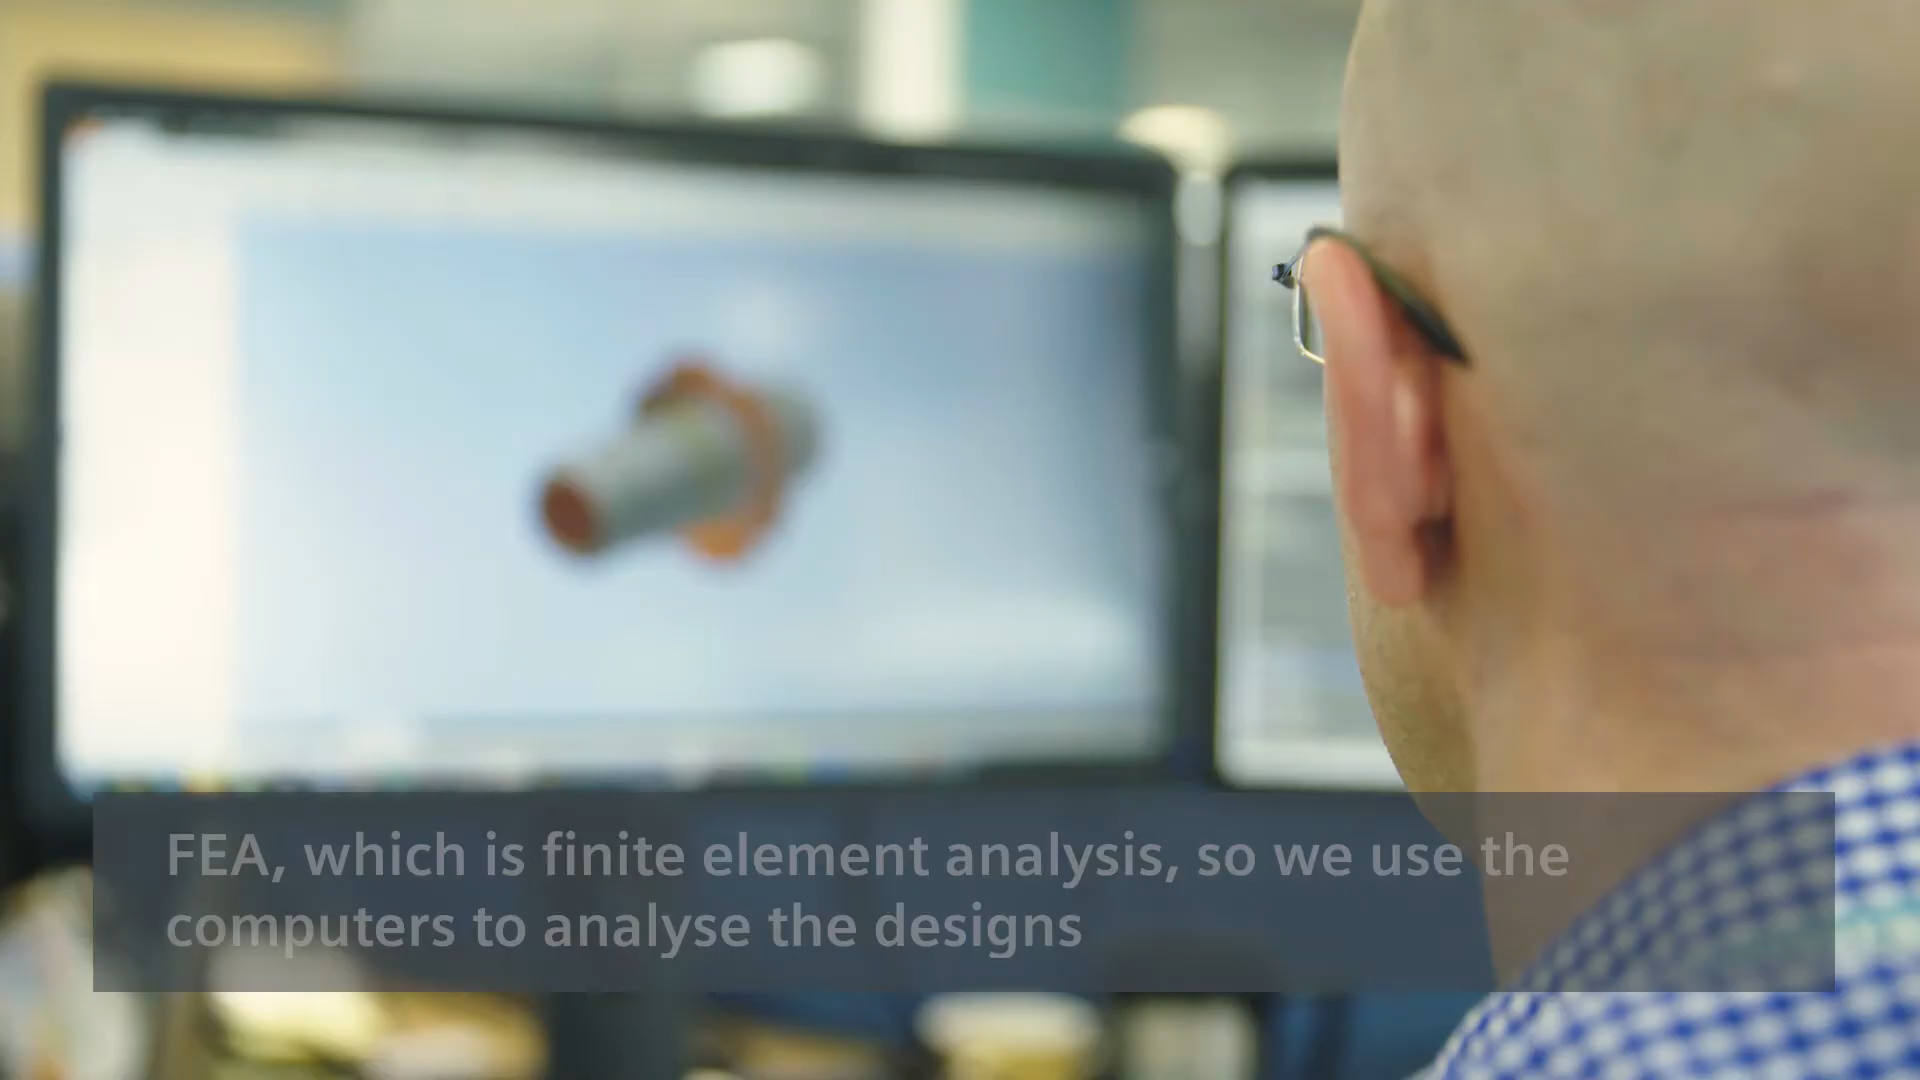 FEA, which is finite element analysis, so we use the
computers to analyse the designs